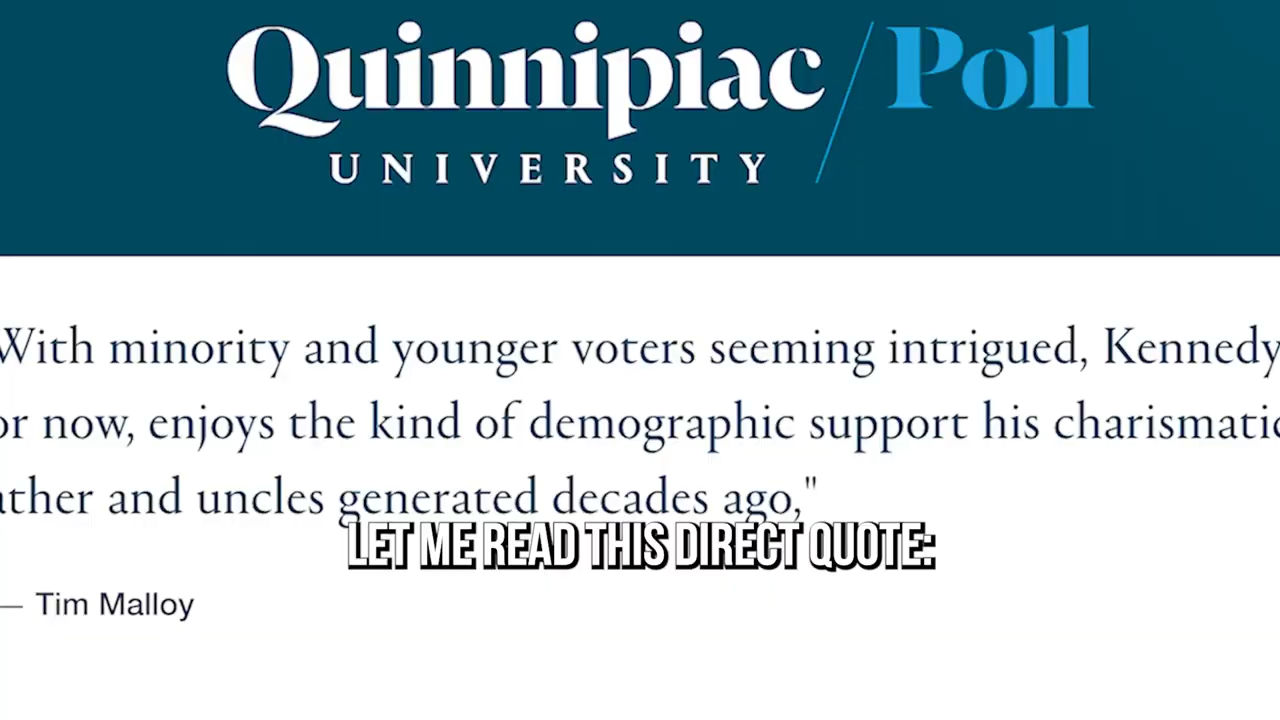 Quinnipiac / Poll
UNIVERSITY
With minority and younger voters seeming intrigued, Kennedy
or now, enjoys the kind of demographic support his charismatic
ather and uncles generated decades ago,"
LET ME READ THIS DIRECT QUOTE:
— Tim Malloy